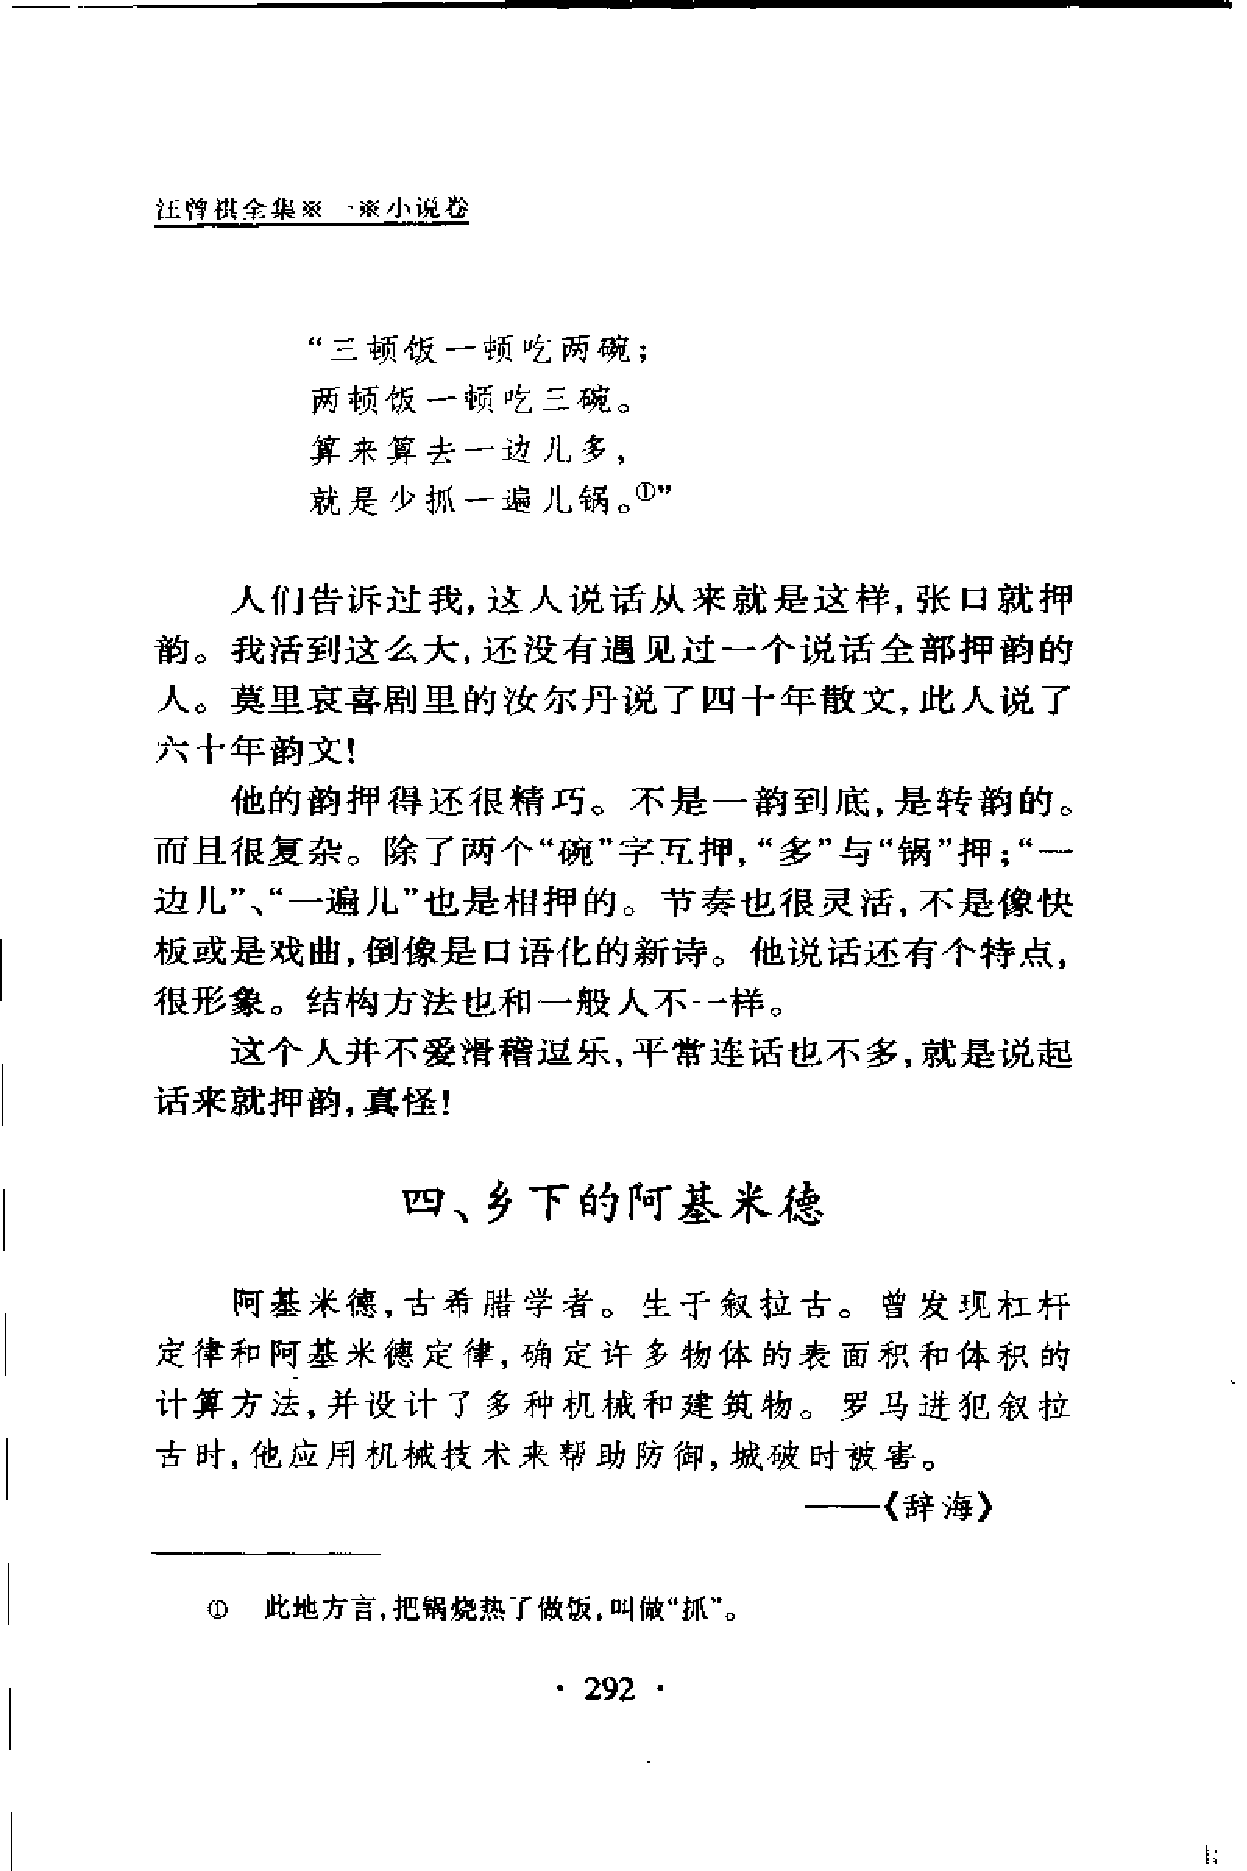 汪曾祺全集※一※小说卷
“三顿饭一顿吃两碗；
两顿饭一顿吃三碗。
算来算去一边儿多，
就是少抓一遍儿锅。①”
人们告诉过我，这人说话从来就是这样，张口就押
韵。我活到这么大，还没有遇见过一个说话全部押韵的
人。莫里哀喜剧里的汝尔丹说了四十年散文，此人说了
六十年韵文！
他的韵押得还很精巧。不是一韵到底，是转韵的。
而且很复杂。除了两个“碗”字互押，“多”与“锅”押；“一
边儿”、“一遍儿”也是相押的。节奏也很灵活，不是像快
板或是戏曲，倒像是口语化的新诗。他说话还有个特点，
很形象。结构方法也和一般人不一样。
这个人并不爱滑稽逗乐，平常连话也不多，就是说起
话来就押韵，真怪！
四、乡下的阿基米德
阿基米德，古希腊学者。生于叙拉古。曾发现杠杆
定律和阿基米德定律，确定许多物体的表面积和体积的
计算方法，并设计了多种机械和建筑物。罗马进犯叙拉
古时，他应用机械技术来帮助防御，城破时被害。
——《辞海》
① 此地方言，把锅烧热了做饭，叫做“抓”。
· 292 ·